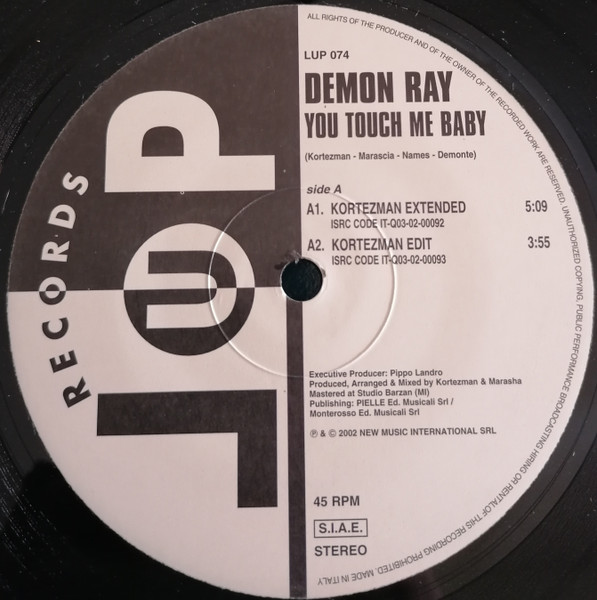 ALL RIGHTS OF THE PRODUCER AND OF THE OWNER OF THE RECORDED WORK ARE RESERVED. UNAUTHORIZED COPYING, PUBLIC PERFORMANCE BROADCASTING HIRING OR RENTAL OF THIS RECORDING PROHIBITED. MADE IN ITALY
LUP
RECORDS
LUP 074
DEMON RAY
YOU TOUCH ME BABY
(Kortezman - Marascia - Names - Demonte)
side A
A1. KORTEZMAN EXTENDED 5:09
ISRC CODE IT-Q03-02-00092
A2. KORTEZMAN EDIT 3:55
ISRC CODE IT-Q03-02-00093
Executive Producer: Pippo Landro
Produced, Arranged & Mixed by Kortezman & Marasha
Mastered at Studio Barzan (MI)
Publishing: PIELLE Ed. Musicali Srl /
Monterosso Ed. Musicali Srl
℗ & © 2002 NEW MUSIC INTERNATIONAL SRL
45 RPM
S.I.A.E.
STEREO